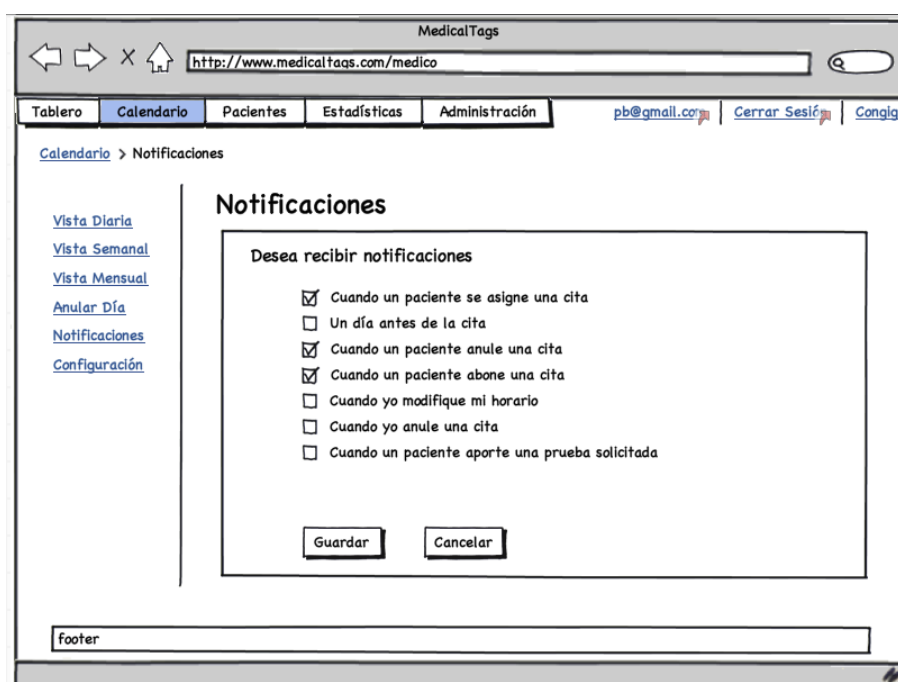 MedicalTags
http://www.medicaltags.com/medico
Tablero Calendario Pacientes Estadísticas Administración pb@gmail.com Cerrar Sesión Congig
Calendario > Notificaciones
Vista Diaria
Vista Semanal
Vista Mensual
Anular Día
Notificaciones
Configuración
Notificaciones
Desea recibir notificaciones
Cuando un paciente se asigne una cita
Un día antes de la cita
Cuando un paciente anule una cita
Cuando un paciente abone una cita
Cuando yo modifique mi horario
Cuando yo anule una cita
Cuando un paciente aporte una prueba solicitada
Guardar Cancelar
footer